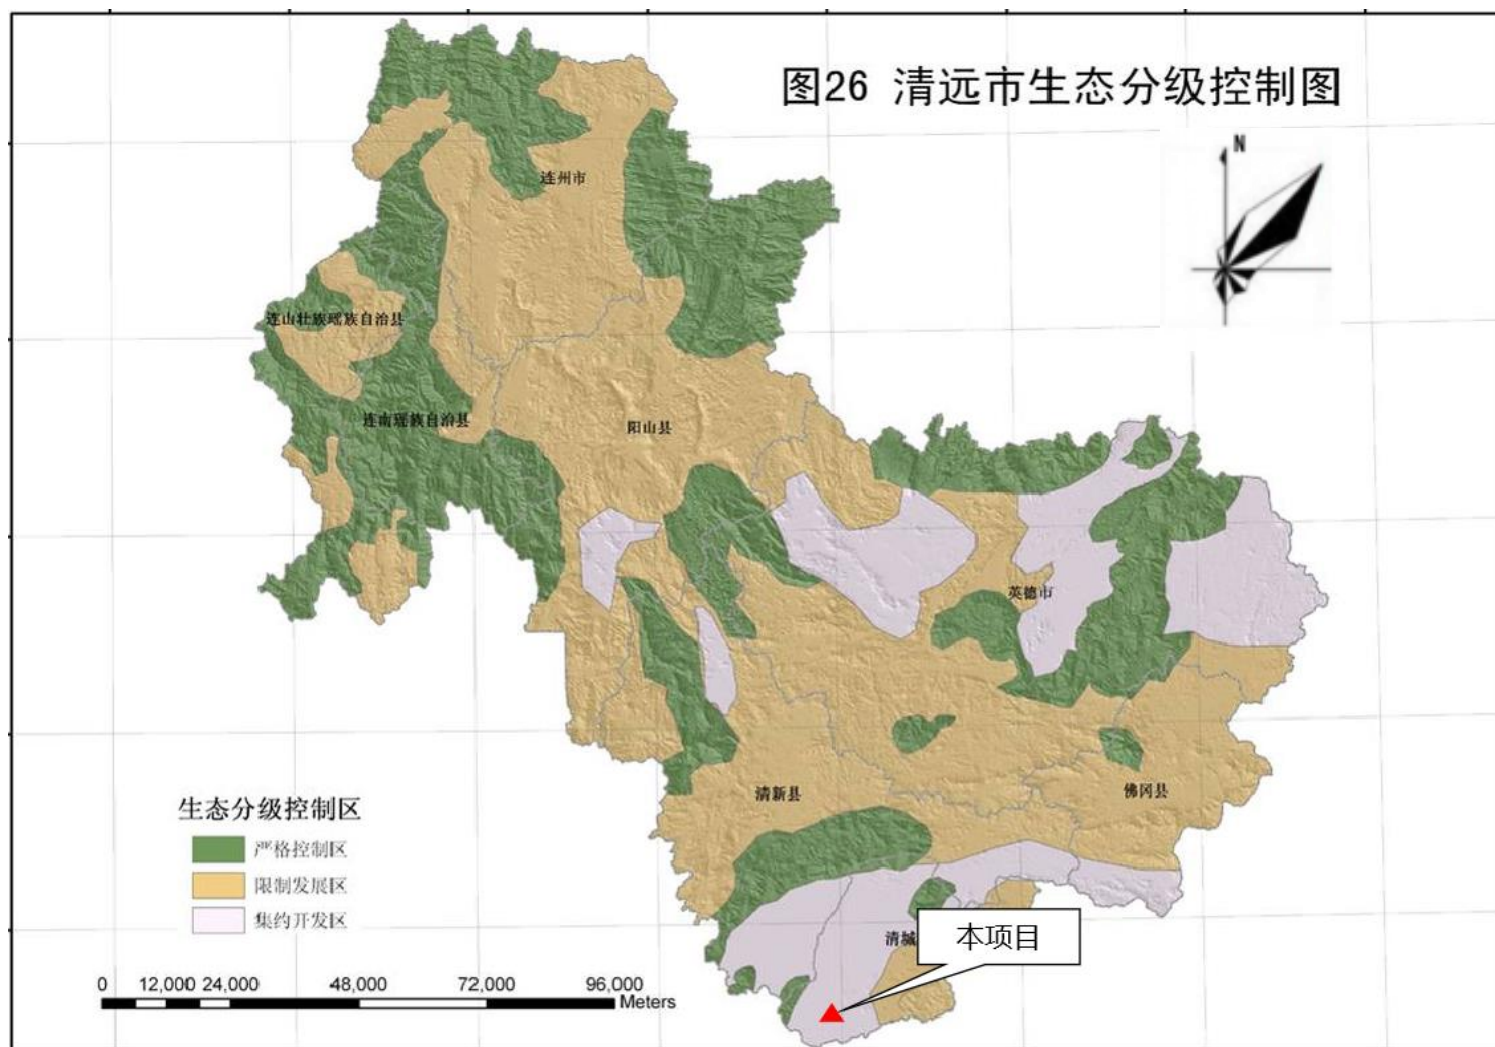 图26 清远市生态分级控制图
N
连州市
连山壮族瑶族自治县
连南瑶族自治县
阳山县
英德市
清新县
佛冈县
清城
本项目
生态分级控制区
严格控制区
限制发展区
集约开发区
0 12,000 24,000 48,000 72,000 96,000
Meters